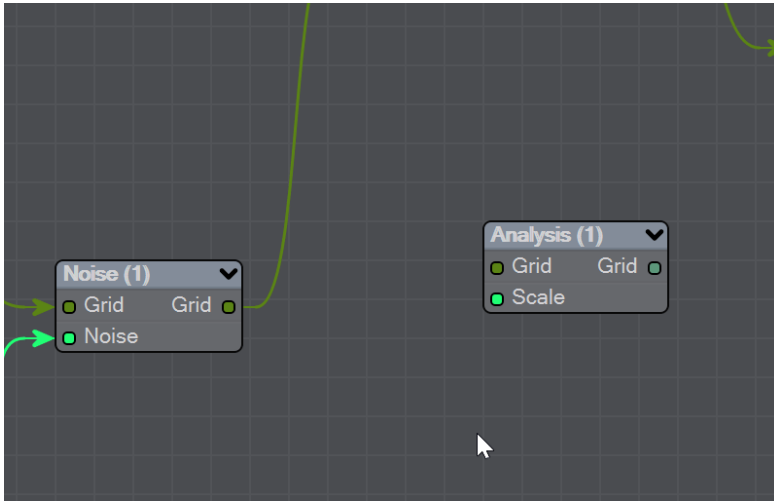 Analysis (1)
Grid Grid
Scale
Noise (1)
Grid Grid
Noise